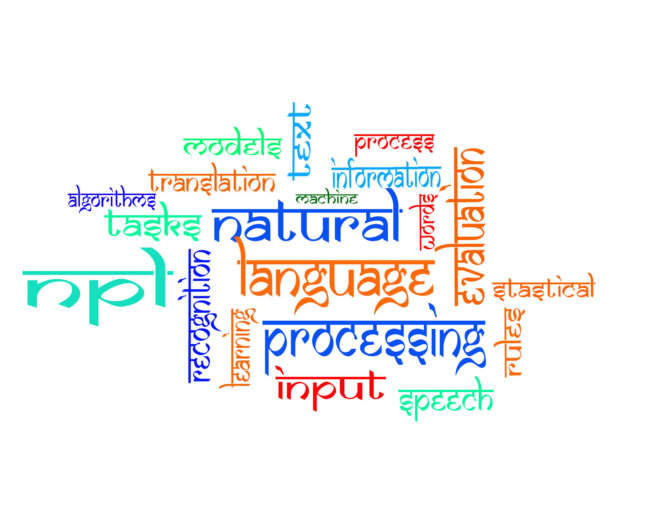 text
models
process
translation
information
algorithms
machine
tasks
natural
words
evaluation
npl
recognition
language
stastical
learning
processing
rules
input
speech